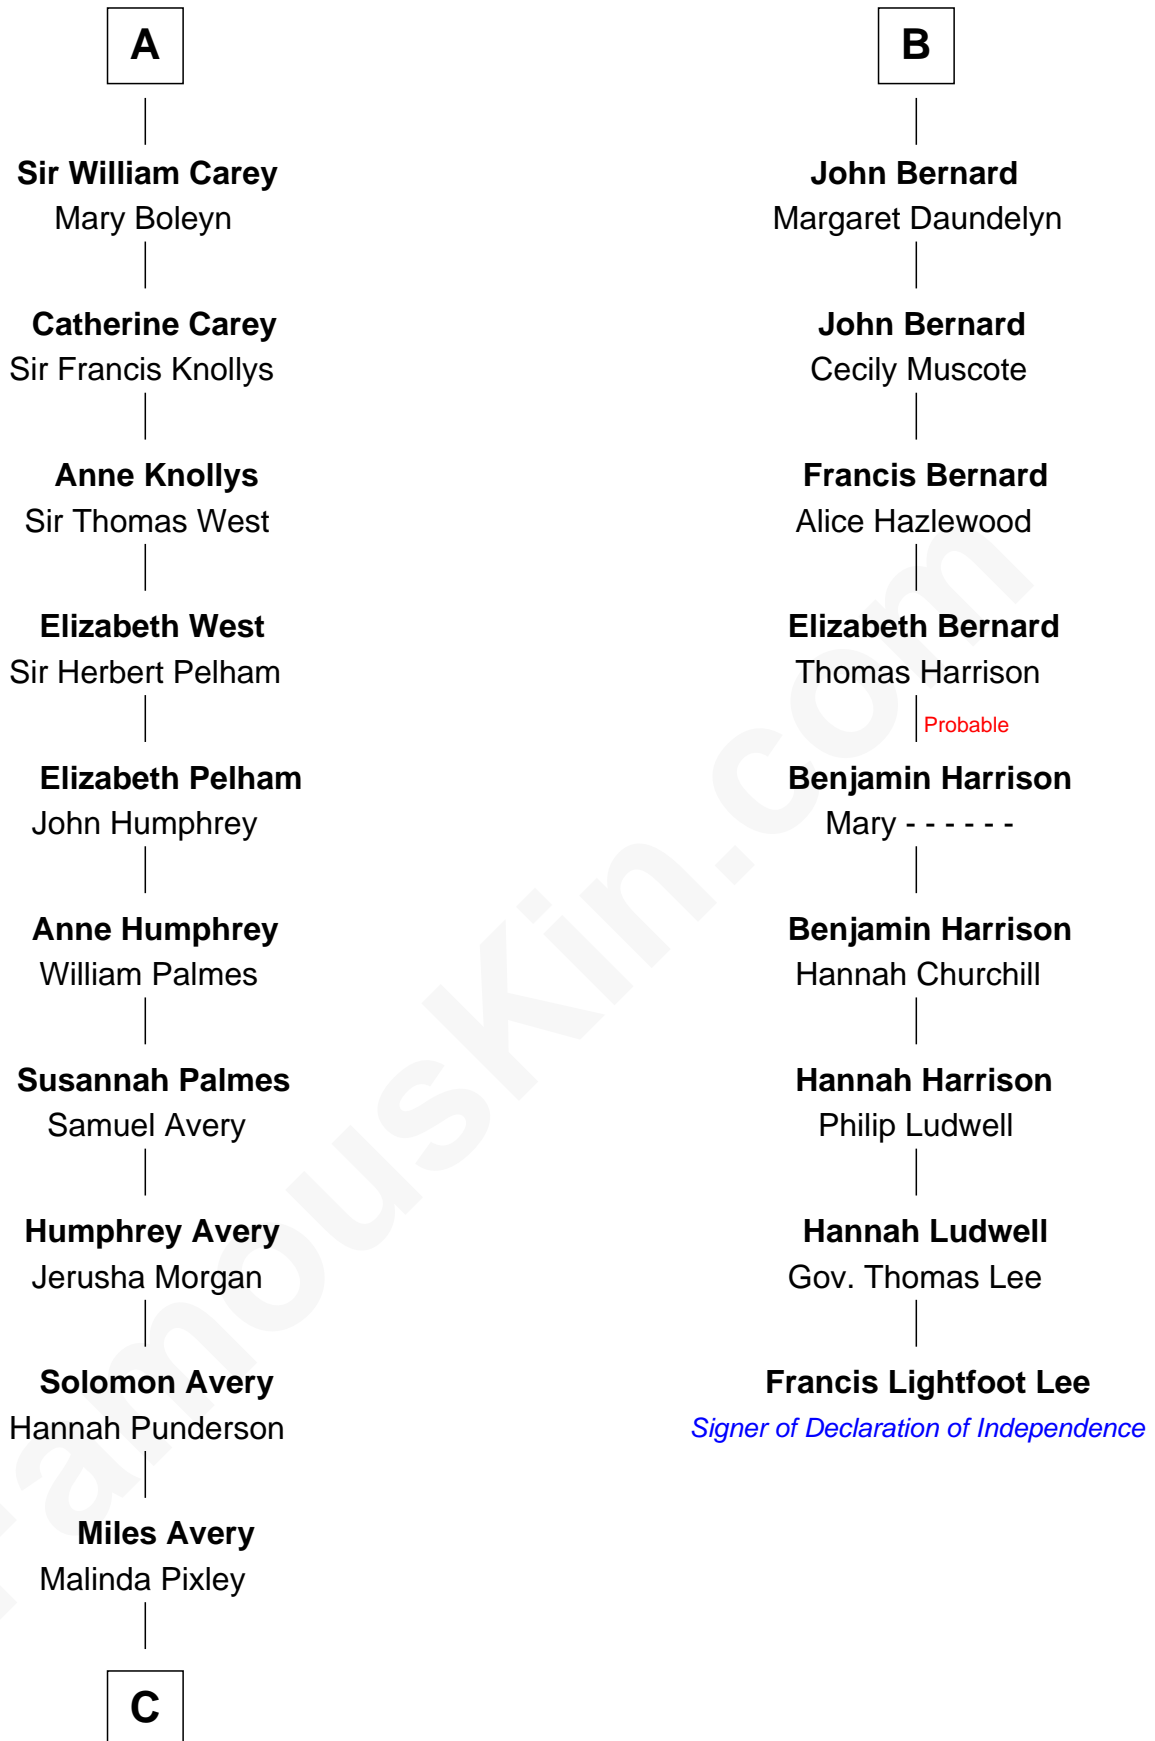 A
Sir William Carey
Mary Boleyn
Catherine Carey
Sir Francis Knollys
Anne Knollys
Sir Thomas West
Elizabeth West
Sir Herbert Pelham
Elizabeth Pelham
John Humphrey
Anne Humphrey
William Palmes
Susannah Palmes
Samuel Avery
Humphrey Avery
Jerusha Morgan
Solomon Avery
Hannah Punderson
Miles Avery
Malinda Pixley
C
B
John Bernard
Margaret Daundelyn
John Bernard
Cecily Muscote
Francis Bernard
Alice Hazlewood
Elizabeth Bernard
Thomas Harrison
Probable
Benjamin Harrison
Mary - - - - - -
Benjamin Harrison
Hannah Churchill
Hannah Harrison
Philip Ludwell
Hannah Ludwell
Gov. Thomas Lee
Francis Lightfoot Lee
Signer of Declaration of Independence
FamousKin.com